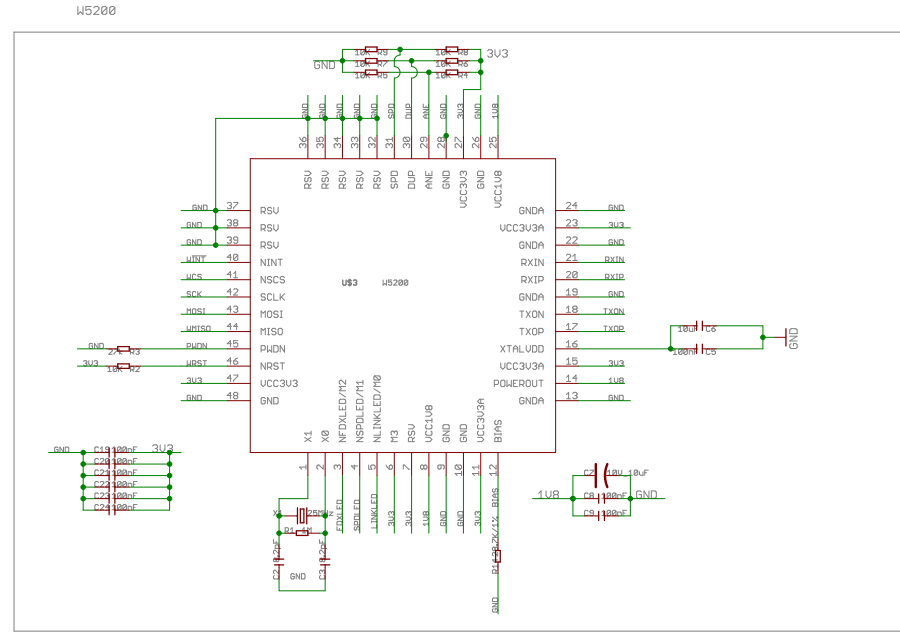 W5200
10K R9 10K R8 3V3
GND 10K R7 10K R6
10K R5 10K R4
GND GND GND GND GND SPD DUP ANE GND 3V3 GND 1V8
36 35 34 33 32 31 30 29 28 27 26 25
RSV RSV RSV RSV RSV SPD DUP ANE GND VCC3V3 GND VCC1V8
GND 37 RSV GNDA 24 GND
GND 38 RSV VCC3V3A 23 3V3
GND 39 RSV GNDA 22 GND
WINT 40 NINT RXIN 21 RXIN
WCS 41 NSCS U$3 W5200 RXIP 20 RXIP
SCK 42 SCLK GNDA 19 GND
MOSI 43 MOSI TXON 18 TXON
WMISO 44 MISO TXOP 17 TXOP
10uF C6
GND
GND R3 PWDN 45 PWDN XTALVDD 16 100nF C5
3V3 10K R2 WRST 46 NRST VCC3V3A 15 3V3
3V3 47 VCC3V3 POWEROUT 14 1V8
GND 48 GND GNDA 13 GND
X1 XO NFDXLED/M2 NSPDLED/M1 NLINKLED/M0 M3 RSV VCC1V8 GND GND VCC3V3A BIAS
1 2 3 4 5 6 7 8 9 10 11 12
GND C19 100nF 3V3
C20 100nF
C21 100nF
C22 100nF
C23 100nF
C24 100nF
FDXLED SPDLED LINKLED 3V3 3V3 1V8 GND GND 3V3 BIAS
X1 25MHz
R1 1M
C2 C3
GND
GND
C7 10V 10uF
1V8 C8 100nF GND
C9 100nF